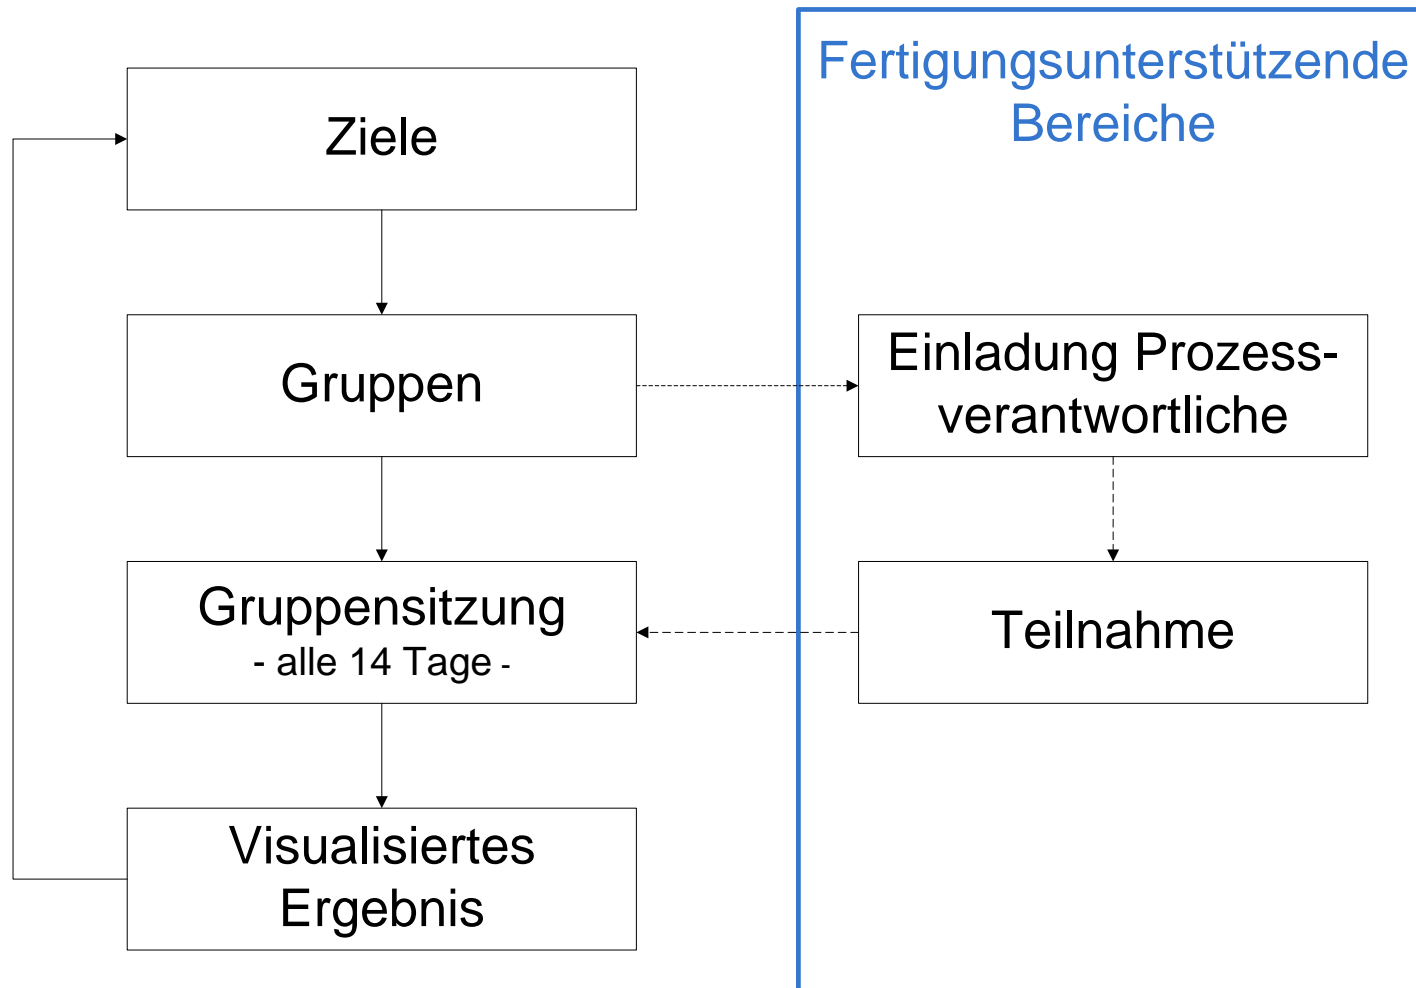 Fertigungsunterstützende
Bereiche
Ziele
Gruppen
Einladung Prozess-
verantwortliche
Gruppensitzung
- alle 14 Tage -
Teilnahme
Visualisiertes
Ergebnis